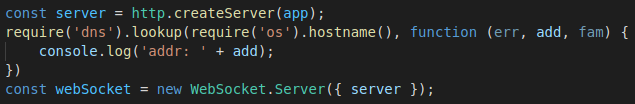 const server = http.createServer(app);
require('dns').lookup(require('os').hostname(), function (err, add, fam) {
    console.log('addr: ' + add);
})
const webSocket = new WebSocket.Server({ server });